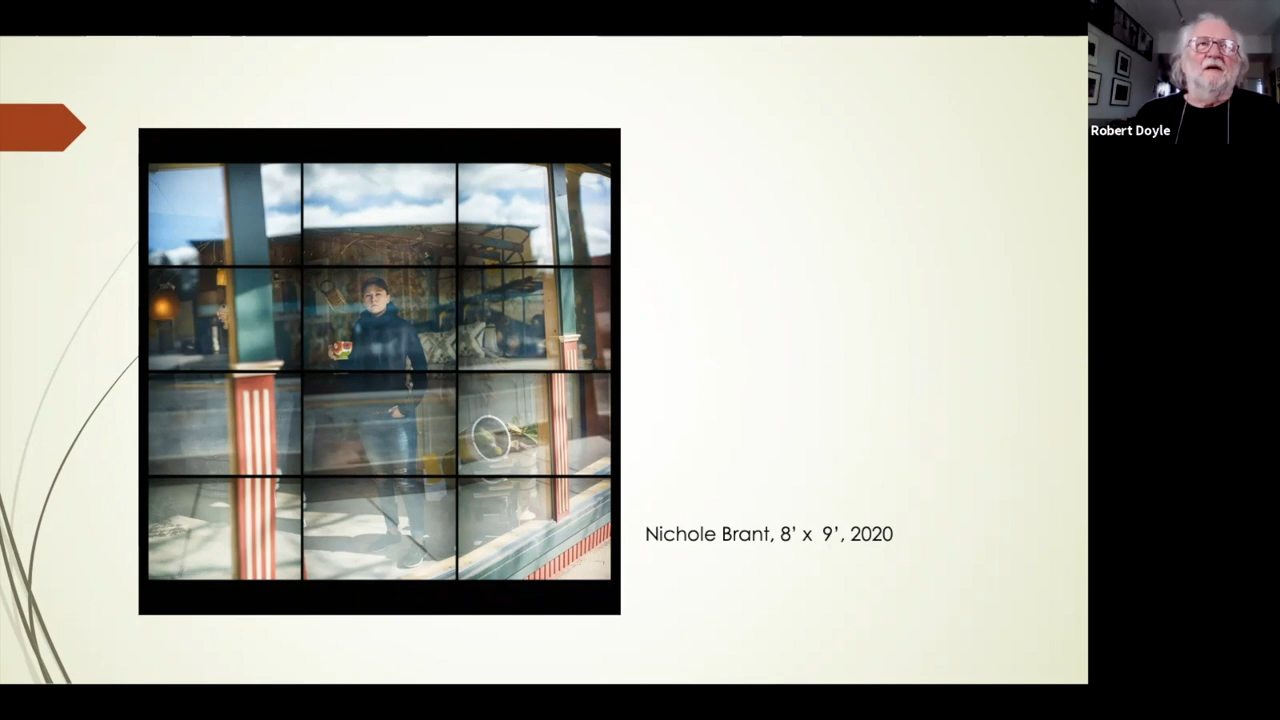 Robert Doyle
Nichole Brant, 8’ x 9’, 2020